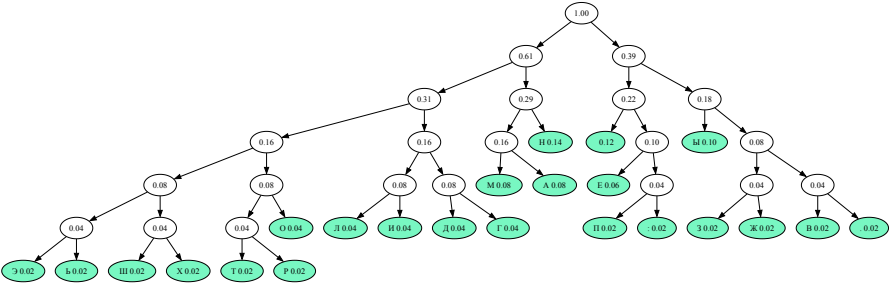 1.00
0.61 0.39
0.31 0.29 0.22 0.18
0.16 0.16 0.16 Н 0.14 0.12 0.10 Ы 0.10 0.08
0.08 0.08 0.08 0.08 М 0.08 А 0.08 Е 0.06 0.04 0.04 0.04
0.04 0.04 0.04 О 0.04 Л 0.04 И 0.04 Д 0.04 Г 0.04 П 0.02 : 0.02 З 0.02 Ж 0.02 В 0.02 . 0.02
Э 0.02 Ь 0.02 Ш 0.02 Х 0.02 Т 0.02 Р 0.02